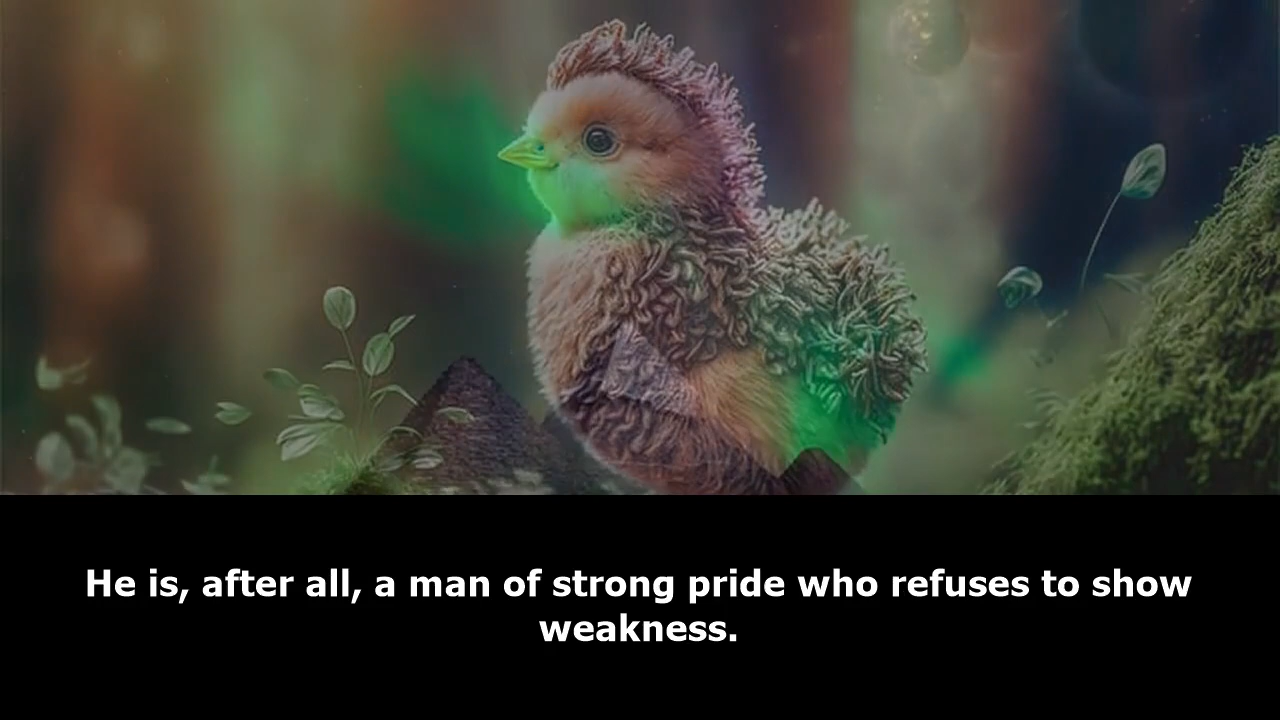 He is, after all, a man of strong pride who refuses to show
weakness.